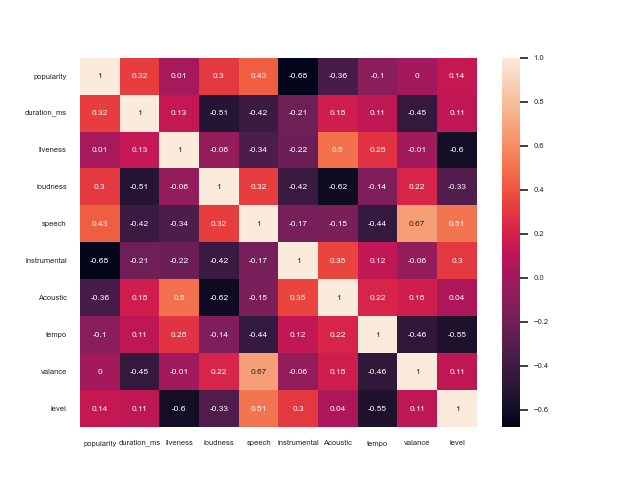 popularity 1 0.32 0.01 0.3 0.43 -0.68 -0.36 -0.1 0 0.14
duration_ms 0.32 1 0.13 -0.51 -0.42 -0.21 0.18 0.11 -0.45 0.11
liveness 0.01 0.13 1 -0.06 -0.34 -0.22 0.5 0.28 -0.01 -0.6
loudness 0.3 -0.51 -0.06 1 0.32 -0.42 -0.62 -0.14 0.22 -0.33
speech 0.43 -0.42 -0.34 0.32 1 -0.17 -0.15 -0.44 0.67 0.51
instrumental -0.68 -0.21 -0.22 -0.42 -0.17 1 0.35 0.12 -0.06 0.3
Acoustic -0.36 0.18 0.5 -0.62 -0.15 0.35 1 0.22 0.18 0.04
tempo -0.1 0.11 0.28 -0.14 -0.44 0.12 0.22 1 -0.46 -0.55
valance 0 -0.45 -0.01 0.22 0.67 -0.06 0.18 -0.46 1 0.11
level 0.14 0.11 -0.6 -0.33 0.51 0.3 0.04 -0.55 0.11 1
popularity duration_ms liveness loudness speech instrumental Acoustic tempo valance level
1.0
0.8
0.6
0.4
0.2
0.0
−0.2
−0.4
−0.6